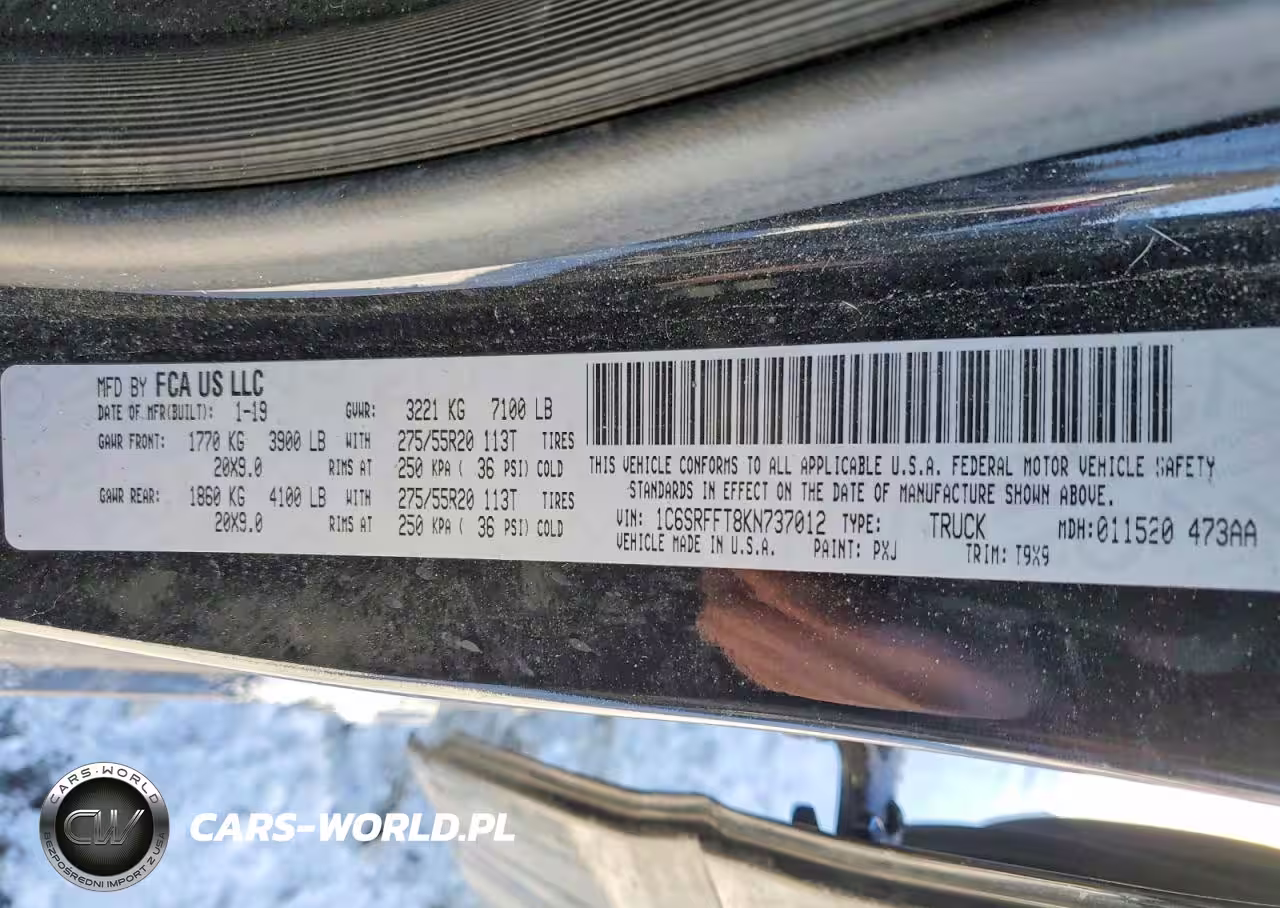 MFD BY FCA US LLC
DATE OF MFR(BUILT): 1-19 GVWR: 3221 KG 7100 LB
GAWR FRONT: 1770 KG 3900 LB WITH 275/55R20 113T TIRES
20X9.0 RIMS AT 250 KPA ( 36 PSI) COLD
GAWR REAR: 1860 KG 4100 LB WITH 275/55R20 113T TIRES
20X9.0 RIMS AT 250 KPA ( 36 PSI) COLD
THIS VEHICLE CONFORMS TO ALL APPLICABLE U.S.A. FEDERAL MOTOR VEHICLE SAFETY
STANDARDS IN EFFECT ON THE DATE OF MANUFACTURE SHOWN ABOVE.
VIN: 1C6SRFFT8KN737012 TYPE: TRUCK MDH:011520 473AA
VEHICLE MADE IN U.S.A. PAINT: PXJ TRIM: T9X9
CARS-WORLD
CW
BEZPOŚREDNI IMPORT Z USA
CARS-WORLD.PL